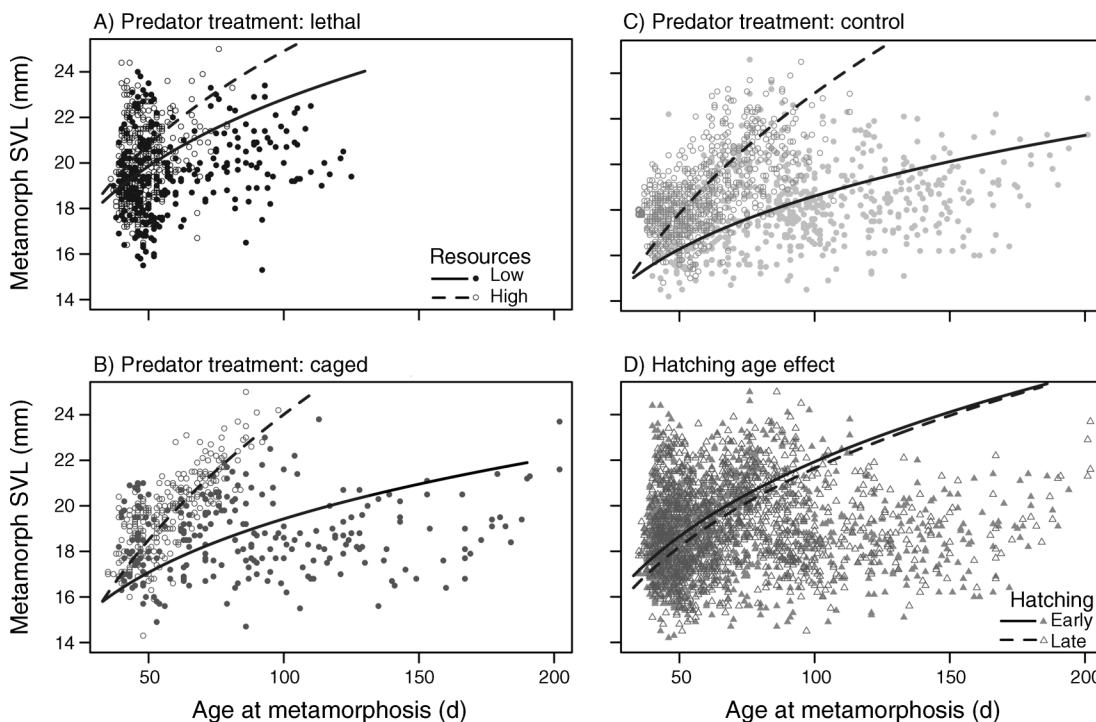 A) Predator treatment: lethal
C) Predator treatment: control
Metamorph SVL (mm)
24
22
20
18
16
14
Resources
Low
High
B) Predator treatment: caged
D) Hatching age effect
Metamorph SVL (mm)
24
22
20
18
16
14
Hatching
Early
Late
50
100
150
200
50
100
150
200
Age at metamorphosis (d)
Age at metamorphosis (d)